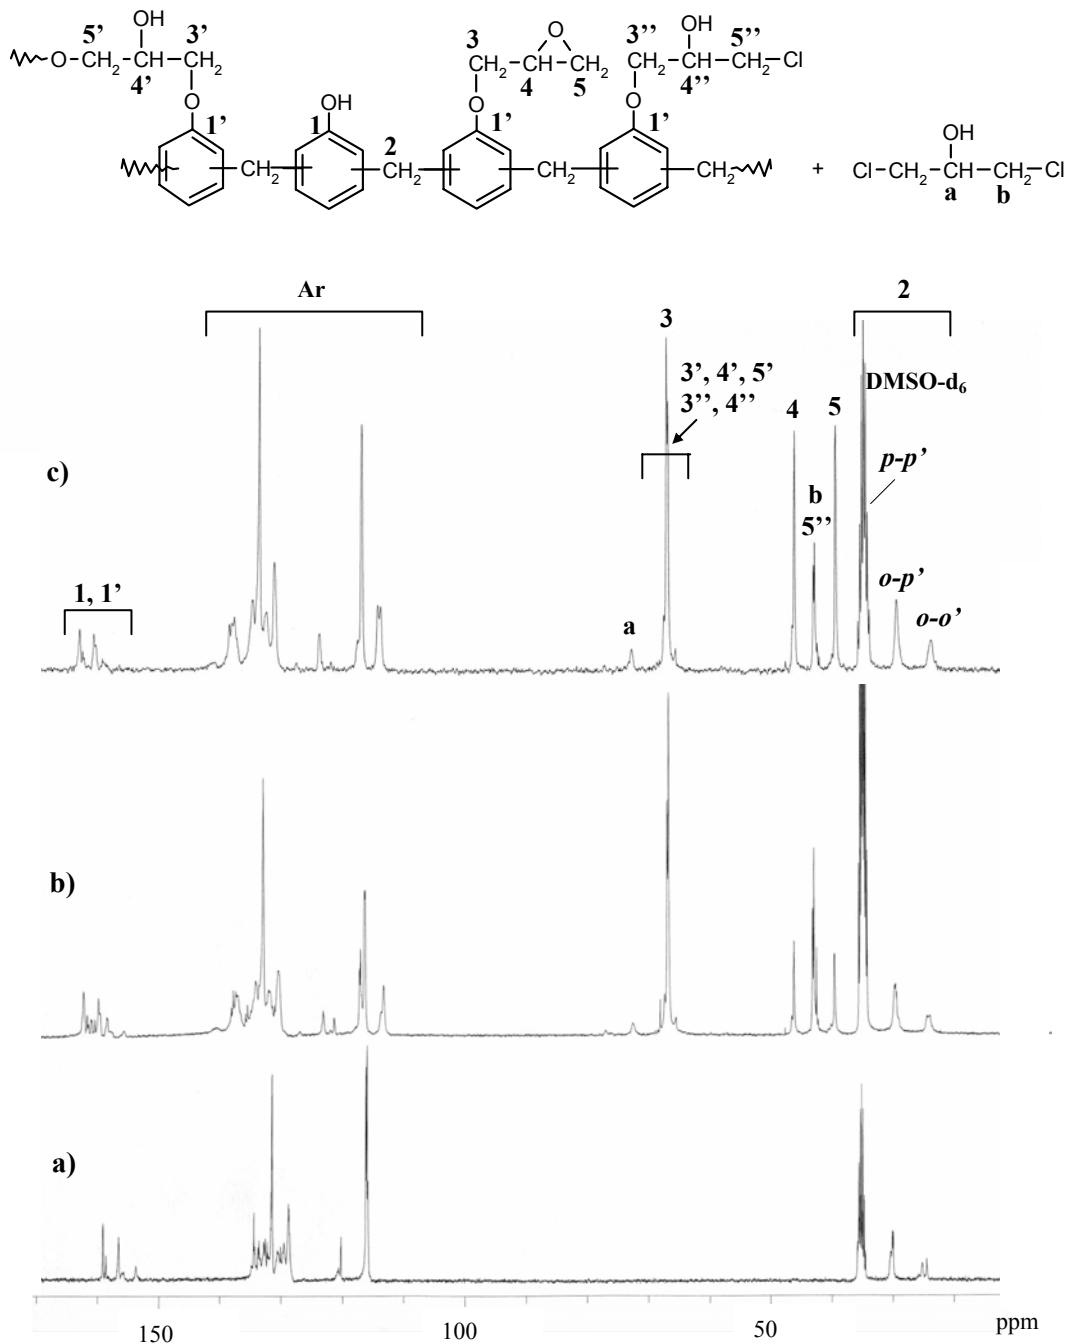 OH
5’ 3’ 3 O 3’’ OH 5’’
O–CH2–CH–CH2 CH2–CH–CH2 CH2–CH–CH2–Cl
4’ 4 5 4’’
O OH O O
1’ 1 2 1’ 1’ OH
CH2 CH2 CH2 CH2 + Cl–CH2–CH–CH2–Cl
a b
Ar 2
3
3’, 4’, 5’
3’’, 4’’
DMSO-d6
4 5
c)
p-p’
b
5’’
1, 1’
o-p’
a
o-o’
b)
a)
150 100 50 ppm